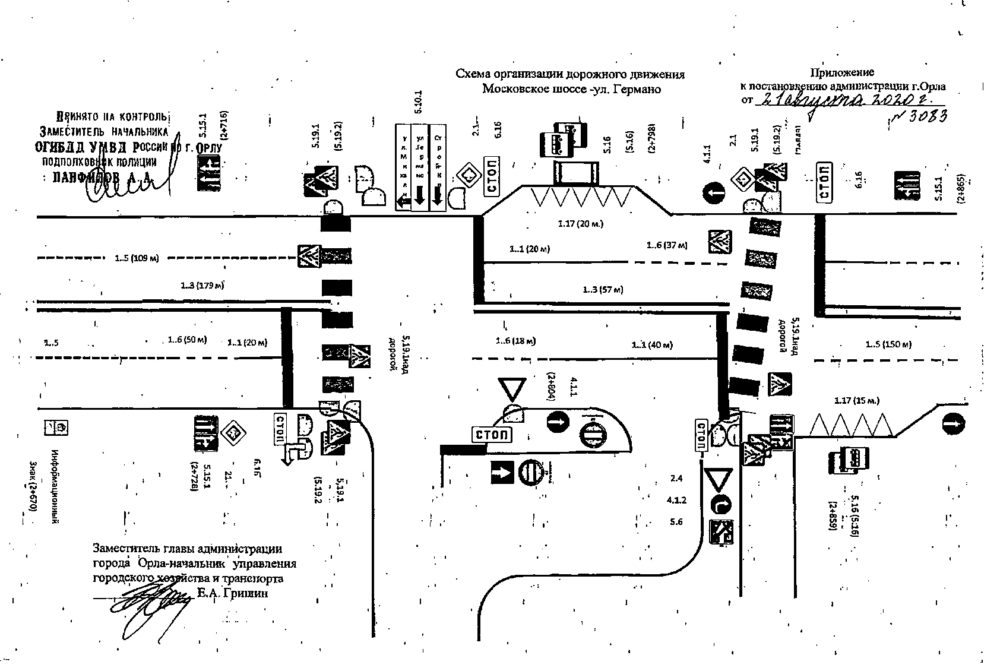 Схема организации дорожного движения
Московское шоссе -ул. Германо
Приложение
к постановлению администрации г.Орла
от 21 августа 2020 г.
N 3083
ПРИНЯТО НА КОНТРОЛЬ
ЗАМЕСТИТЕЛЬ НАЧАЛЬНИКА
ОГИБДД УМВД РОССИИ ПО Г. ОРЛУ
ПОДПОЛКОВНИК ПОЛИЦИИ
ПАНФИЛОВ А.А.
5.15.1
(2+716)
5.19.1
(5.19.2)
6.10.1
2.1
6.16
СТОП
5.16
(5.16)
(2+798)
4.1.1
2.1
5.19.1
(5.19.2)
СТОП
6.16
5.15.1
(2+865)
1.17 (20 м.)
1..1 (20 м)
1..6 (37 м)
1..5 (109 м)
1..3 (179 м)
1..3 (57 м)
1..5
1..6 (50 м)
1..1 (20 м)
5,19.1над
дорогой
1..6 (18 м)
1..1 (40 м)
5,19.1над
дорогой
1..5 (150 м)
4.1.1
(2+804)
1.17 (15 м.)
СТОП
СТОП
СТОП
Информационный
Знак (2+670)
5.15.1
(2+728)
21
6.16
5,19.1
(5.19.2
2.4
4.1.2
5.6
5.16 (5.16)
(2+859)
Заместитель главы администрации
города Орла-начальник управления
городского хозяйства и транспорта
Е.А. Гришин